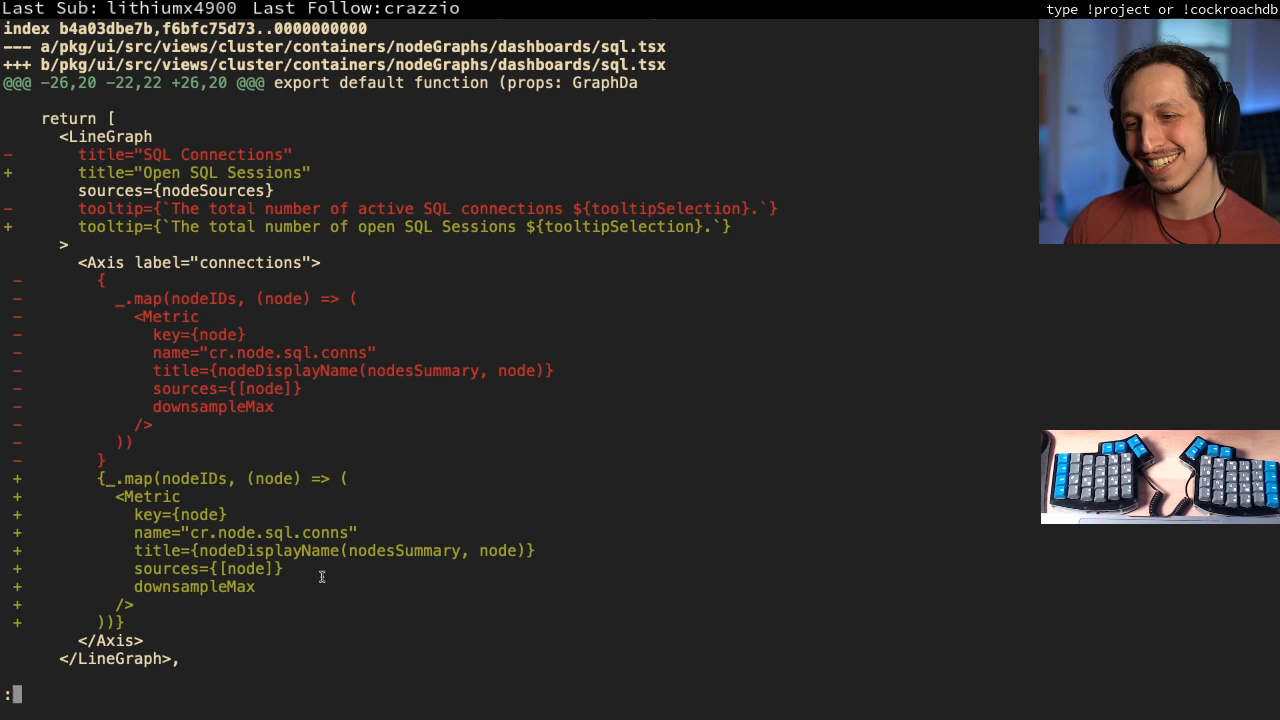 Last Sub: lithiumx4900 Last Follow:crazzio
type !project or !cockroachdb
index b4a03dbe7b,f6bfc75d73..0000000000
--- a/pkg/ui/src/views/cluster/containers/nodeGraphs/dashboards/sql.tsx
+++ b/pkg/ui/src/views/cluster/containers/nodeGraphs/dashboards/sql.tsx
@@@ -26,20 -22,22 +26,20 @@@ export default function (props: GraphDa
return [
<LineGraph
- title="SQL Connections"
+ title="Open SQL Sessions"
sources={nodeSources}
- tooltip={`The total number of active SQL connections ${tooltipSelection}.`}
+ tooltip={`The total number of open SQL Sessions ${tooltipSelection}.`}
>
<Axis label="connections">
- {
- _.map(nodeIDs, (node) => (
- <Metric
- key={node}
- name="cr.node.sql.conns"
- title={nodeDisplayName(nodesSummary, node)}
- sources={[node]}
- downsampleMax
- />
- ))
- }
+ {_.map(nodeIDs, (node) => (
+ <Metric
+ key={node}
+ name="cr.node.sql.conns"
+ title={nodeDisplayName(nodesSummary, node)}
+ sources={[node]}
+ downsampleMax
+ />
+ ))}
</Axis>
</LineGraph>,
: